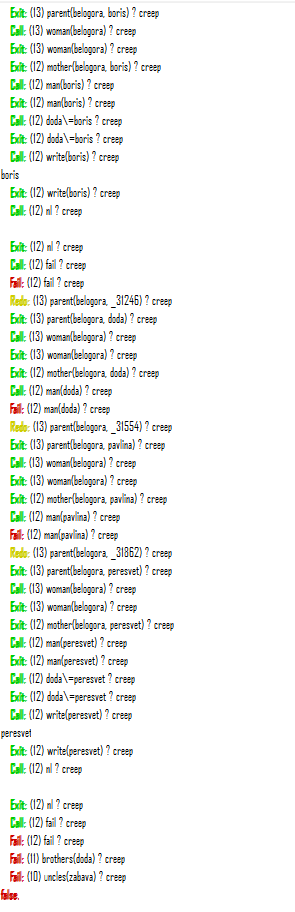 Exit: (13) parent(belogora, boris) ? creep
Call: (13) woman(belogora) ? creep
Exit: (13) woman(belogora) ? creep
Exit: (12) mother(belogora, boris) ? creep
Call: (12) man(boris) ? creep
Exit: (12) man(boris) ? creep
Call: (12) doda\=boris ? creep
Exit: (12) doda\=boris ? creep
Call: (12) write(boris) ? creep
boris
Exit: (12) write(boris) ? creep
Call: (12) nl ? creep
Exit: (12) nl ? creep
Call: (12) fail ? creep
Fail: (12) fail ? creep
Redo: (13) parent(belogora, _31246) ? creep
Exit: (13) parent(belogora, doda) ? creep
Call: (13) woman(belogora) ? creep
Exit: (13) woman(belogora) ? creep
Exit: (12) mother(belogora, doda) ? creep
Call: (12) man(doda) ? creep
Fail: (12) man(doda) ? creep
Redo: (13) parent(belogora, _31554) ? creep
Exit: (13) parent(belogora, pavlina) ? creep
Call: (13) woman(belogora) ? creep
Exit: (13) woman(belogora) ? creep
Exit: (12) mother(belogora, pavlina) ? creep
Call: (12) man(pavlina) ? creep
Fail: (12) man(pavlina) ? creep
Redo: (13) parent(belogora, _31862) ? creep
Exit: (13) parent(belogora, peresvet) ? creep
Call: (13) woman(belogora) ? creep
Exit: (13) woman(belogora) ? creep
Exit: (12) mother(belogora, peresvet) ? creep
Call: (12) man(peresvet) ? creep
Exit: (12) man(peresvet) ? creep
Call: (12) doda\=peresvet ? creep
Exit: (12) doda\=peresvet ? creep
Call: (12) write(peresvet) ? creep
peresvet
Exit: (12) write(peresvet) ? creep
Call: (12) nl ? creep
Exit: (12) nl ? creep
Call: (12) fail ? creep
Fail: (12) fail ? creep
Fail: (11) brothers(doda) ? creep
Fail: (10) uncles(zabava) ? creep
false.